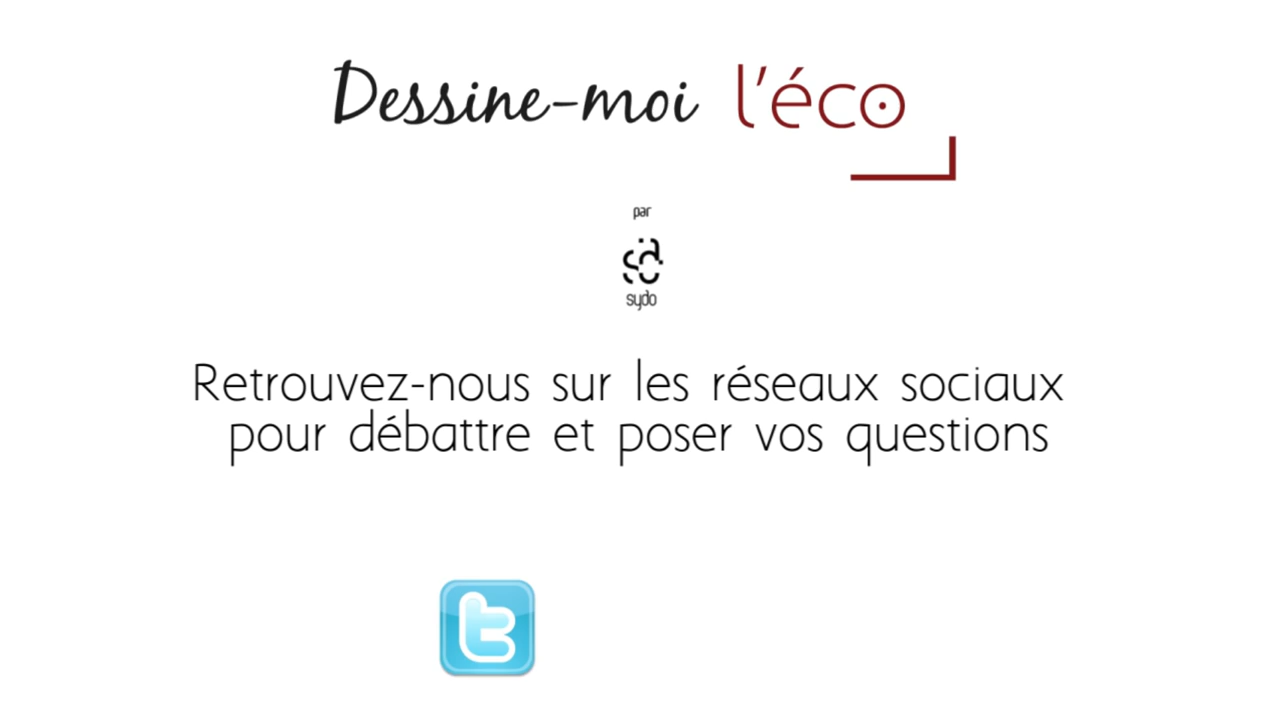 Dessine-moi l'éco
par
sydo
Retrouvez-nous sur les réseaux sociaux
pour débattre et poser vos questions
t